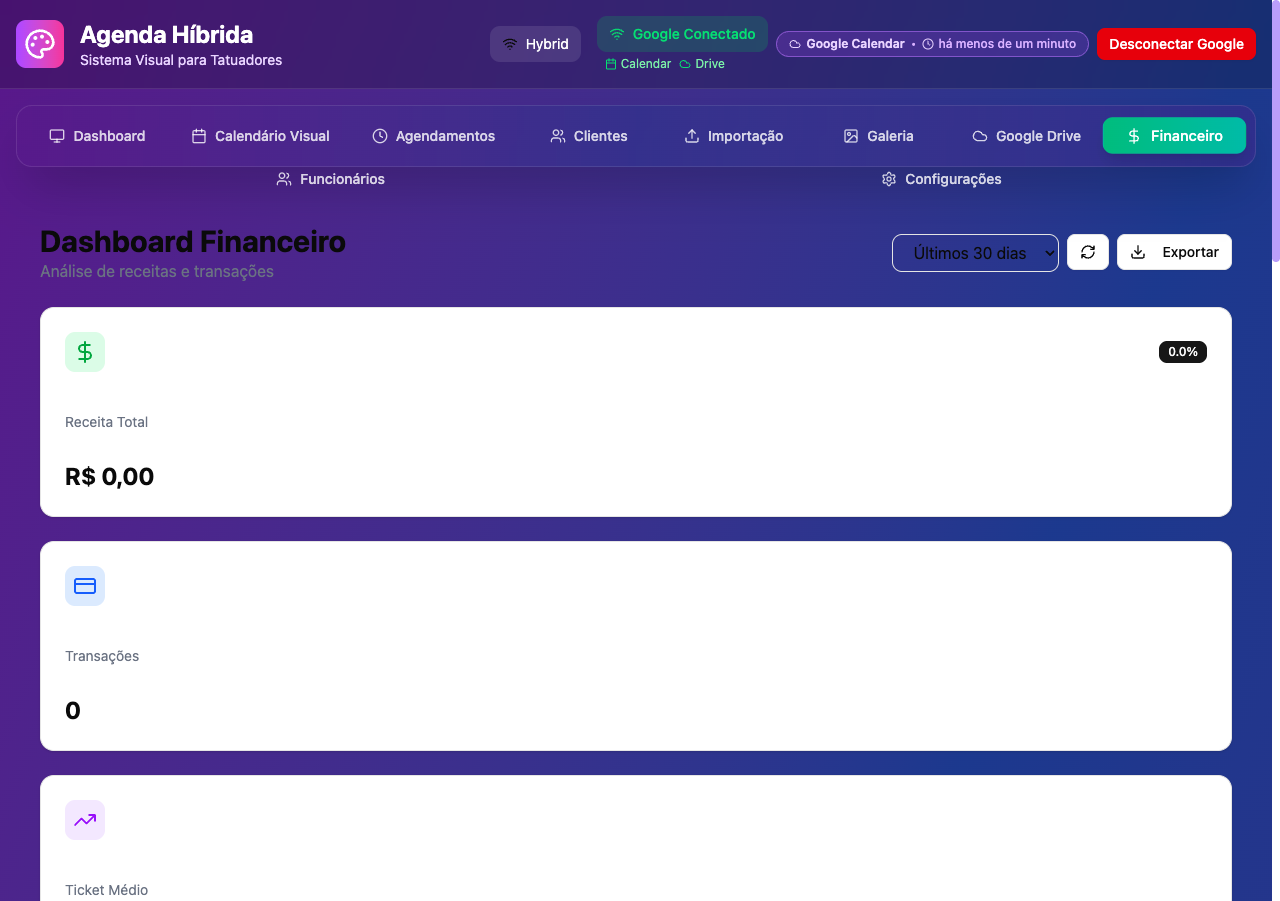 Agenda Híbrida
Sistema Visual para Tatuadores
Hybrid
Google Conectado
Calendar Drive
Google Calendar • há menos de um minuto
Desconectar Google
Dashboard
Calendário Visual
Agendamentos
Clientes
Importação
Galeria
Google Drive
Financeiro
Funcionários
Configurações
Dashboard Financeiro
Análise de receitas e transações
Últimos 30 dias
Exportar
0.0%
Receita Total
R$ 0,00
Transações
0
Ticket Médio